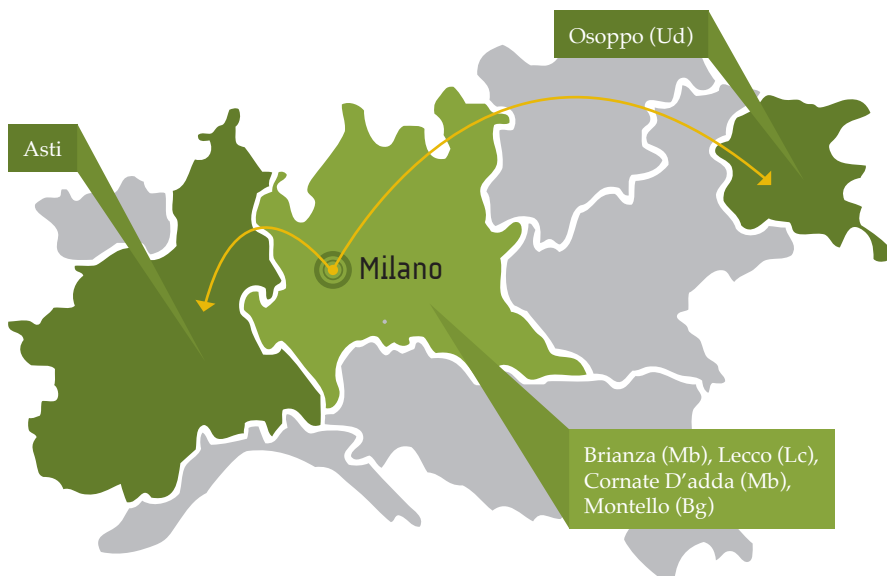 Osoppo (Ud)
Asti
Milano
Brianza (Mb), Lecco (Lc),
Cornate D’adda (Mb),
Montello (Bg)